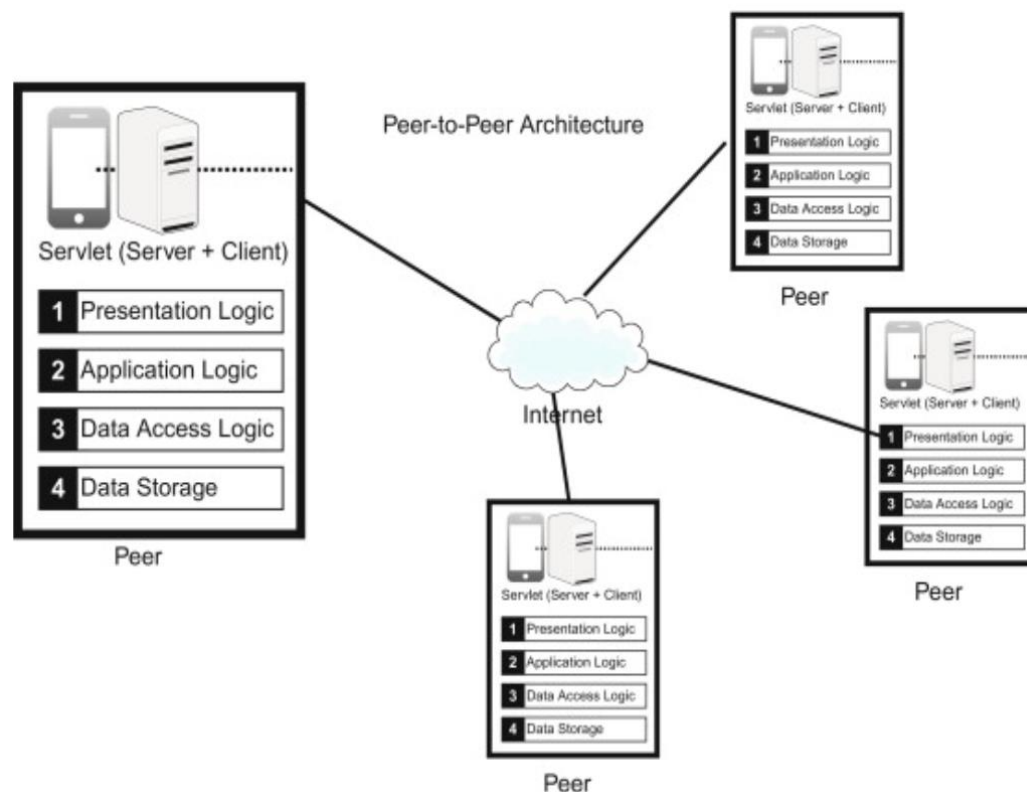 Peer-to-Peer Architecture
Servlet (Server + Client)
1 Presentation Logic
2 Application Logic
3 Data Access Logic
4 Data Storage
Peer
Servlet (Server + Client)
1 Presentation Logic
2 Application Logic
3 Data Access Logic
4 Data Storage
Peer
Internet
Servlet (Server + Client)
1 Presentation Logic
2 Application Logic
3 Data Access Logic
4 Data Storage
Peer
Servlet (Server + Client)
1 Presentation Logic
2 Application Logic
3 Data Access Logic
4 Data Storage
Peer